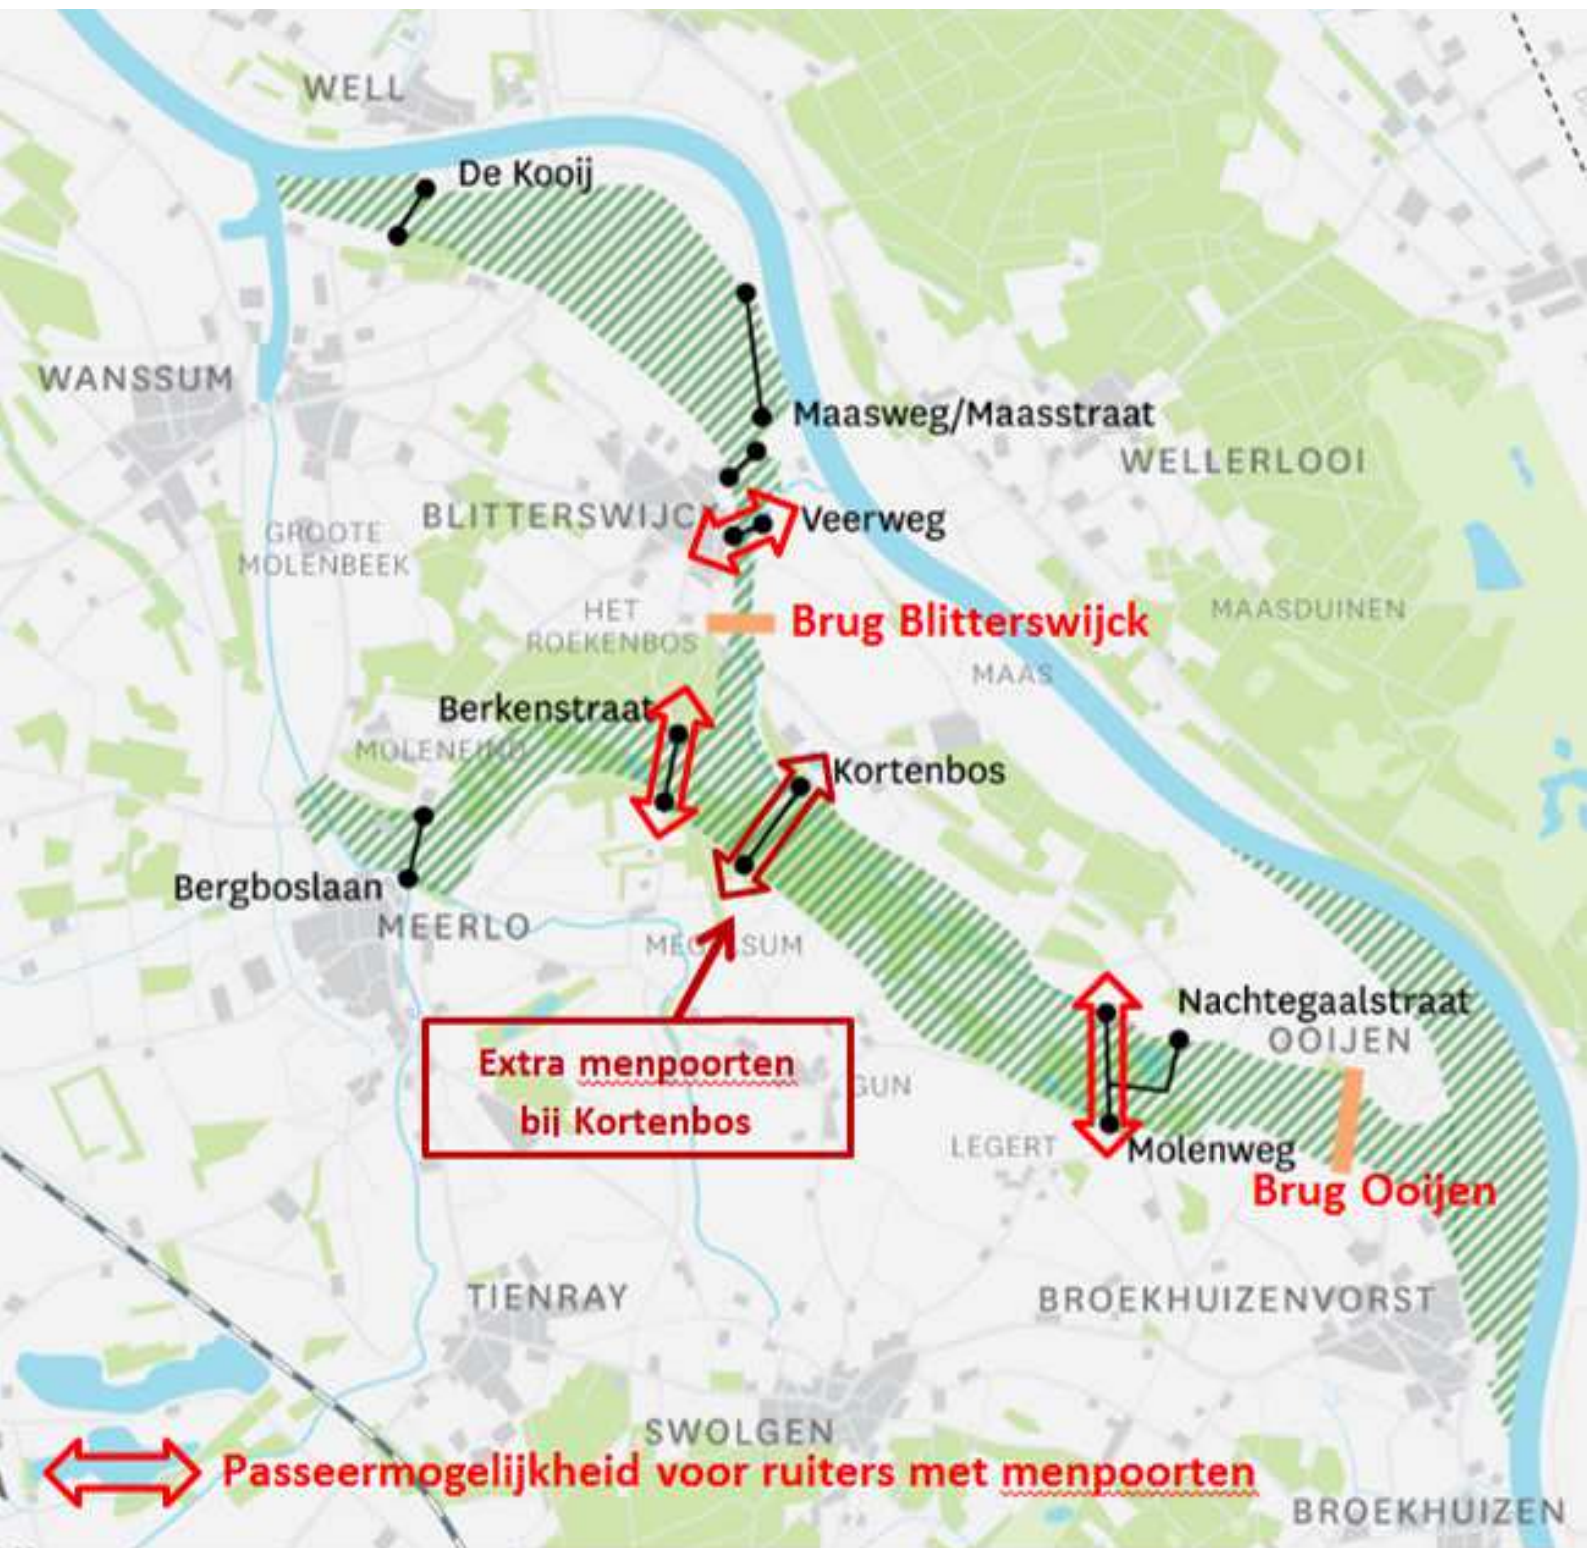 WELL
De Kooij
WANSSUM
Maasweg/Maasstraat
WELLERLOOI
BLITTERSWIJCK
Veerweg
GROOTE
MOLENBEEK
HET
ROEKENBOS
Brug Blitterswijck
MAASDUINEN
MAAS
Berkenstraat
Kortenbos
Bergboslaan
MEERLO
Nachtegaalstraat
OOIJEN
Extra menpoorten
bij Kortenbos
LEGERT
Molenweg
Brug Ooijen
TIENRAY
BROEKHUIZENVORST
SWOLGEN
Passeermogelijkheid voor ruiters met menpoorten
BROEKHUIZEN